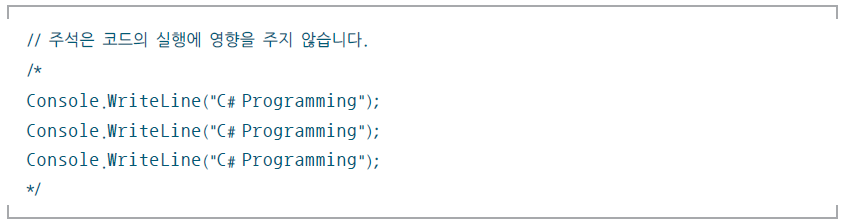 // 주석은 코드의 실행에 영향을 주지 않습니다.
/*
Console.WriteLine("C# Programming");
Console.WriteLine("C# Programming");
Console.WriteLine("C# Programming");
*/